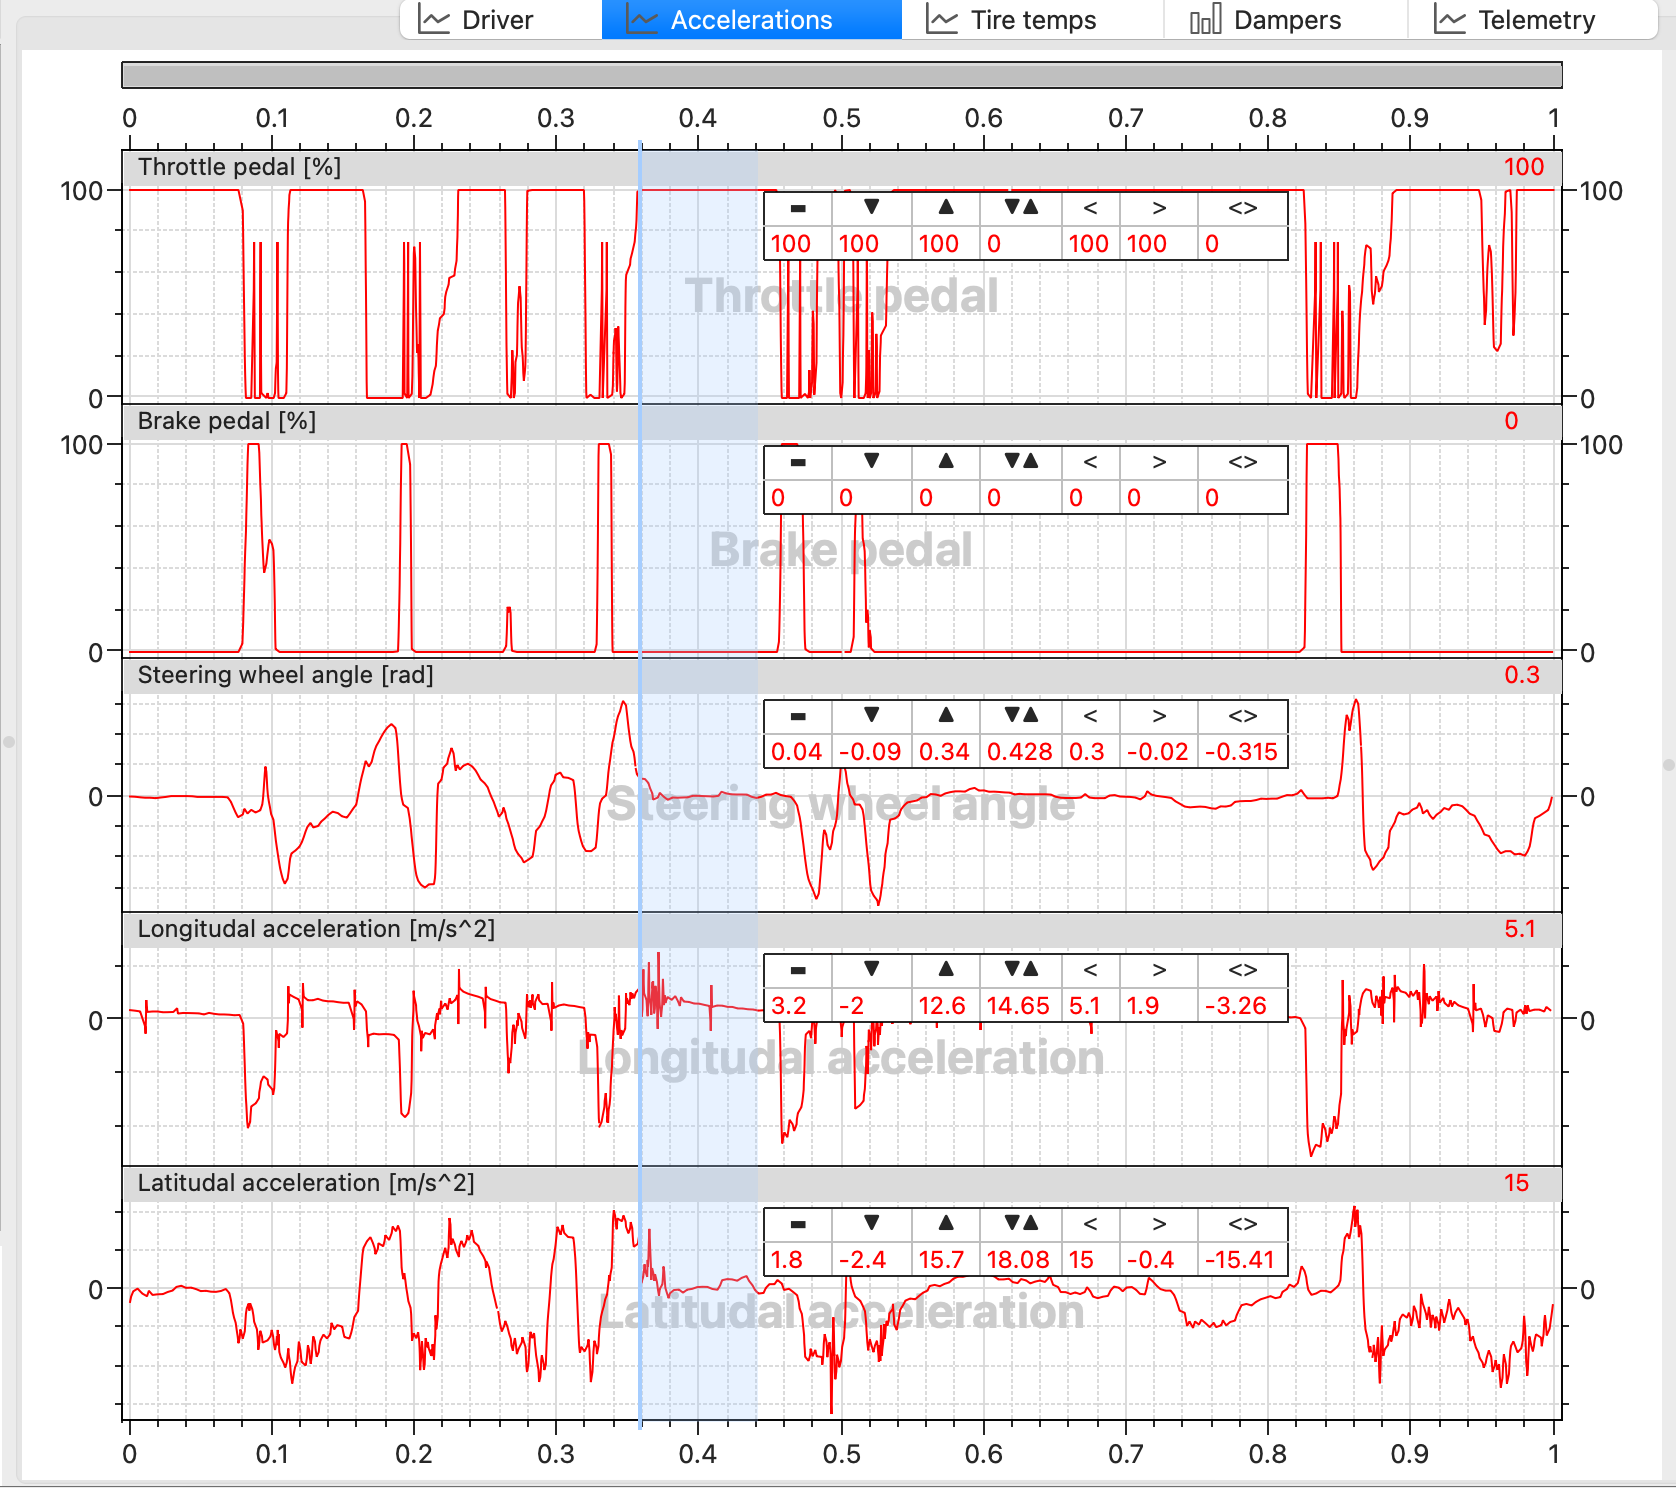 Driver Accelerations Tire temps Dampers Telemetry
0 0.1 0.2 0.3 0.4 0.5 0.6 0.7 0.8 0.9 1
Throttle pedal [%] 100
100 100
▬ ▼ ▲ ▼▲ < > <>
100 100 100 0 100 100 0
Throttle pedal
0 0
Brake pedal [%] 0
100 100
▬ ▼ ▲ ▼▲ < > <>
0 0 0 0 0 0 0
Brake pedal
0 0
Steering wheel angle [rad] 0.3
▬ ▼ ▲ ▼▲ < > <>
0.04 -0.09 0.34 0.428 0.3 -0.02 -0.315
0 0
Steering wheel angle
Longitudal acceleration [m/s^2] 5.1
▬ ▼ ▲ ▼▲ < > <>
3.2 -2 12.6 14.65 5.1 1.9 -3.26
0 0
Longitudal acceleration
Latitudal acceleration [m/s^2] 15
▬ ▼ ▲ ▼▲ < > <>
1.8 -2.4 15.7 18.08 15 -0.4 -15.41
0 0
Latitudal acceleration
0 0.1 0.2 0.3 0.4 0.5 0.6 0.7 0.8 0.9 1